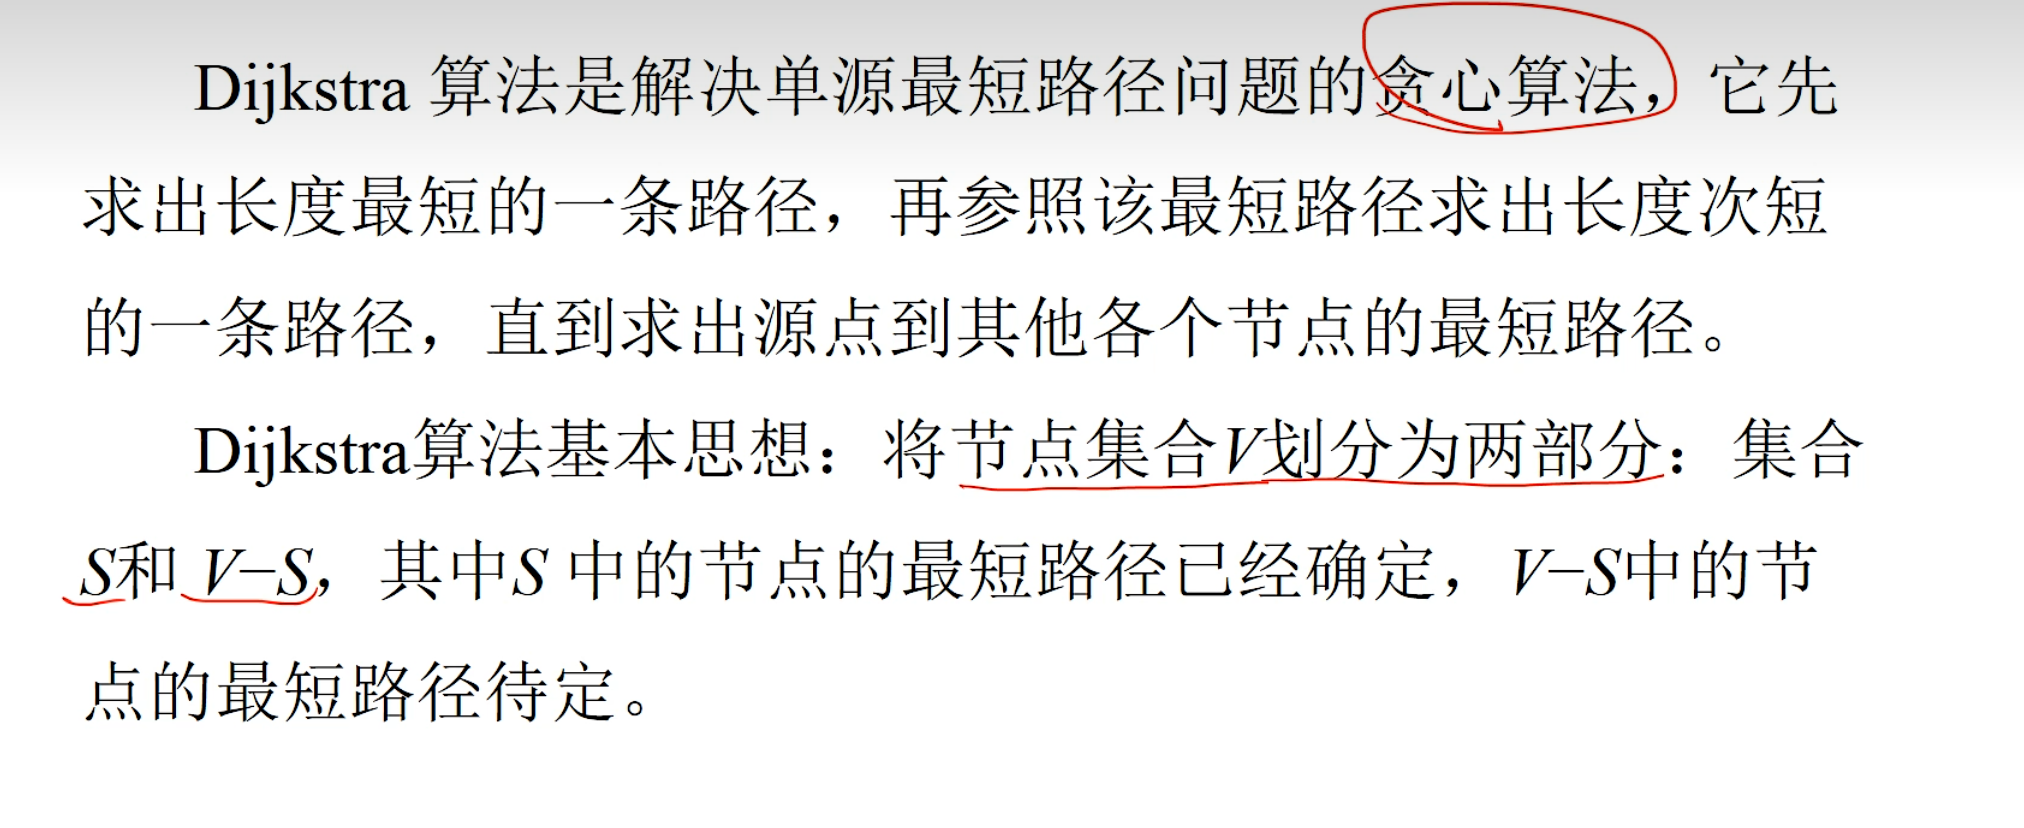 Dijkstra 算法是解决单源最短路径问题的贪心算法，它先
求出长度最短的一条路径，再参照该最短路径求出长度次短
的一条路径，直到求出源点到其他各个节点的最短路径。
Dijkstra算法基本思想：将节点集合V划分为两部分：集合
S和 V−S，其中S 中的节点的最短路径已经确定，V−S中的节
点的最短路径待定。